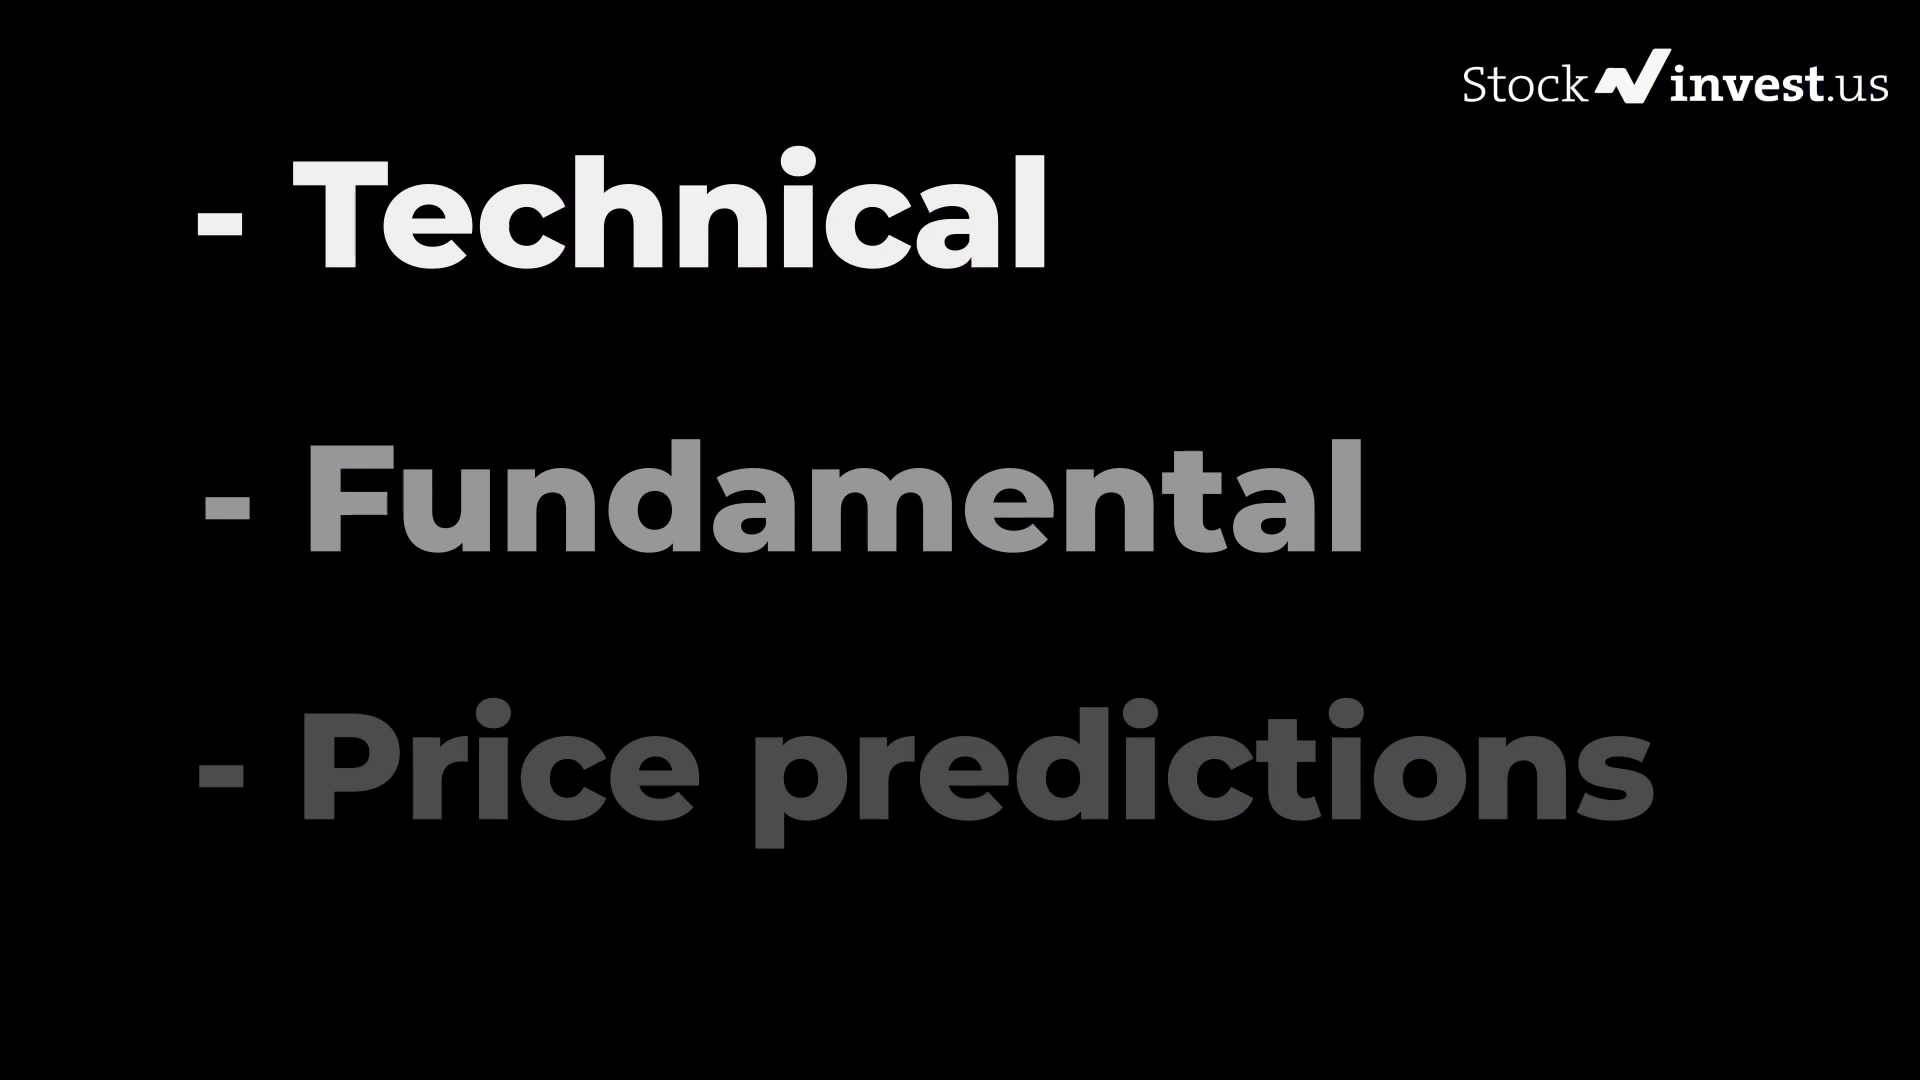 Stock invest.us
- Technical
- Fundamental
- Price predictions